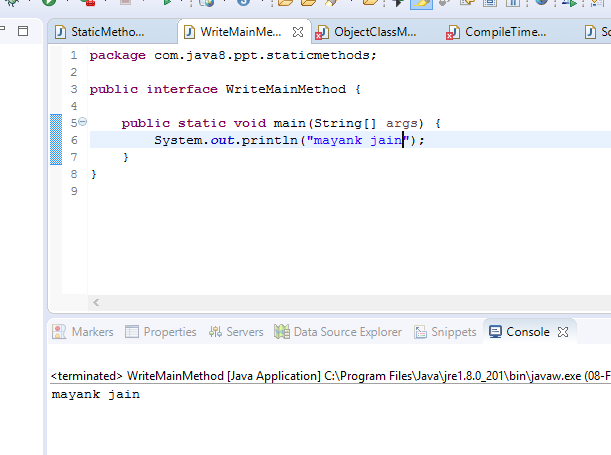 StaticMetho... WriteMainMe... ObjectClassM... CompileTime...
1 package com.java8.ppt.staticmethods;
2
3 public interface WriteMainMethod {
4
5 public static void main(String[] args) {
6 System.out.println("mayank jain");
7 }
8 }
9
Markers Properties Servers Data Source Explorer Snippets Console
<terminated> WriteMainMethod [Java Application] C:\Program Files\Java\jre1.8.0_201\bin\javaw.exe (08-F
mayank jain